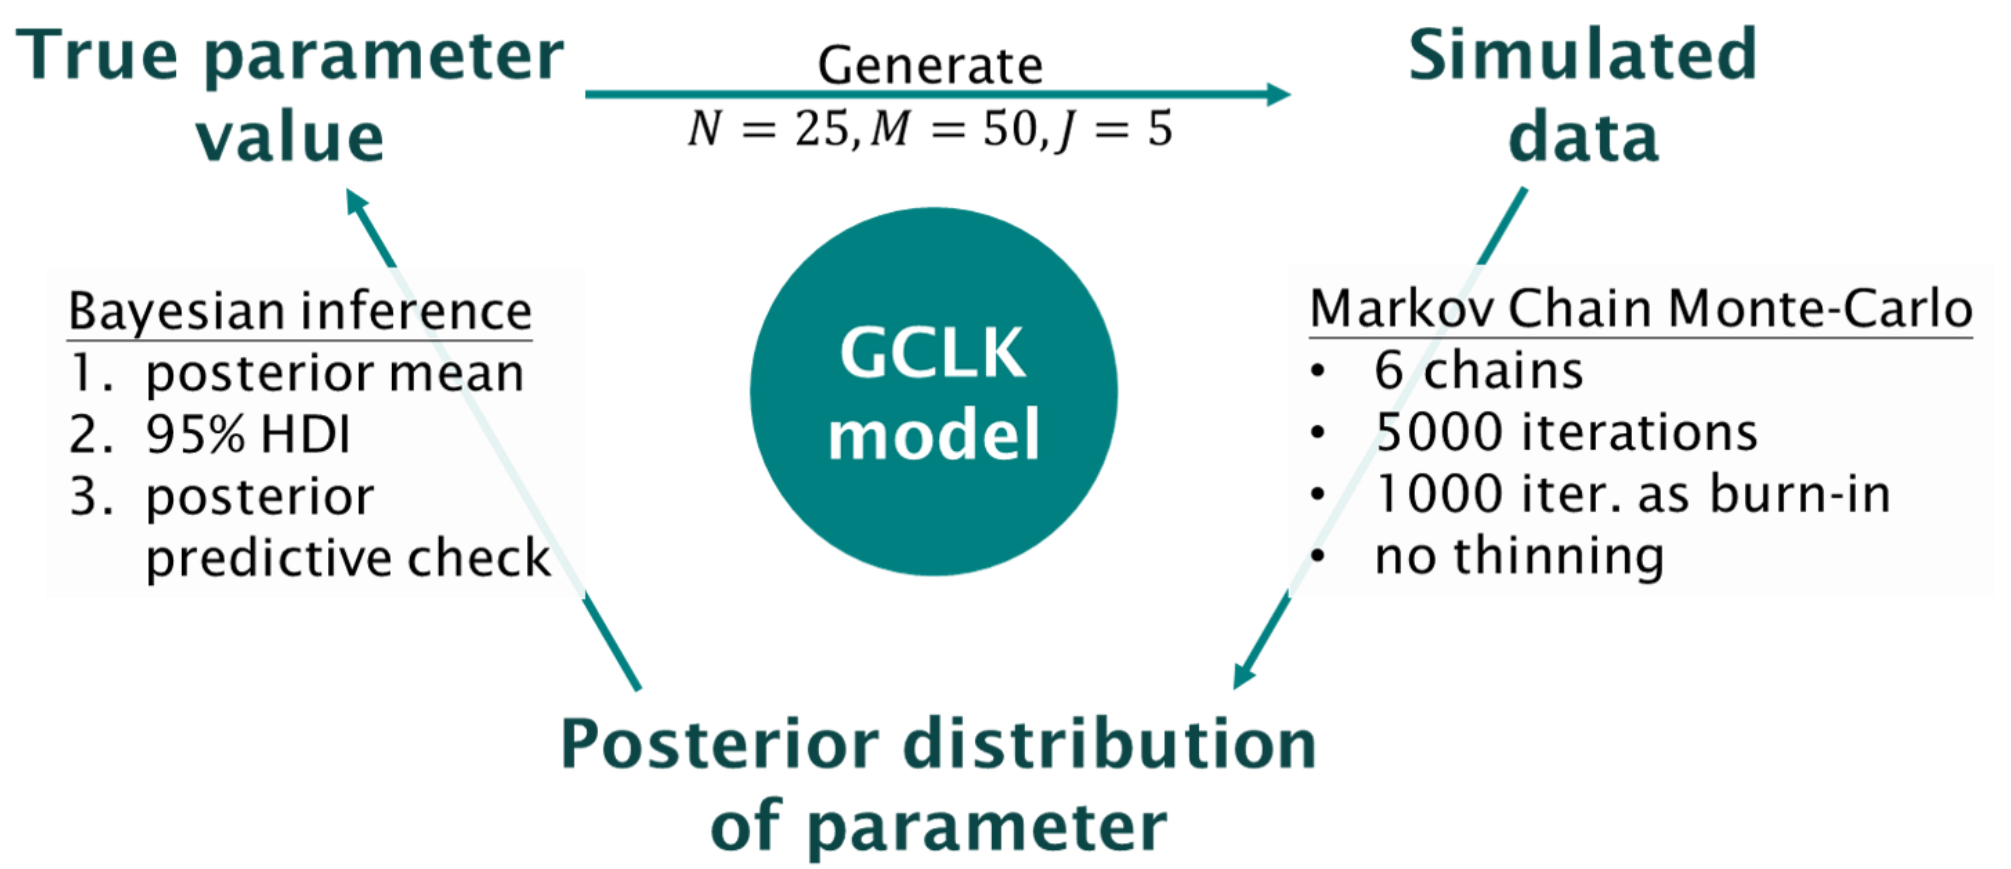 True parameter
value
Generate
N = 25, M = 50, J = 5
Simulated
data
Bayesian inference
1. posterior mean
2. 95% HDI
3. posterior
predictive check
GCLK
model
Markov Chain Monte-Carlo
• 6 chains
• 5000 iterations
• 1000 iter. as burn-in
• no thinning
Posterior distribution
of parameter